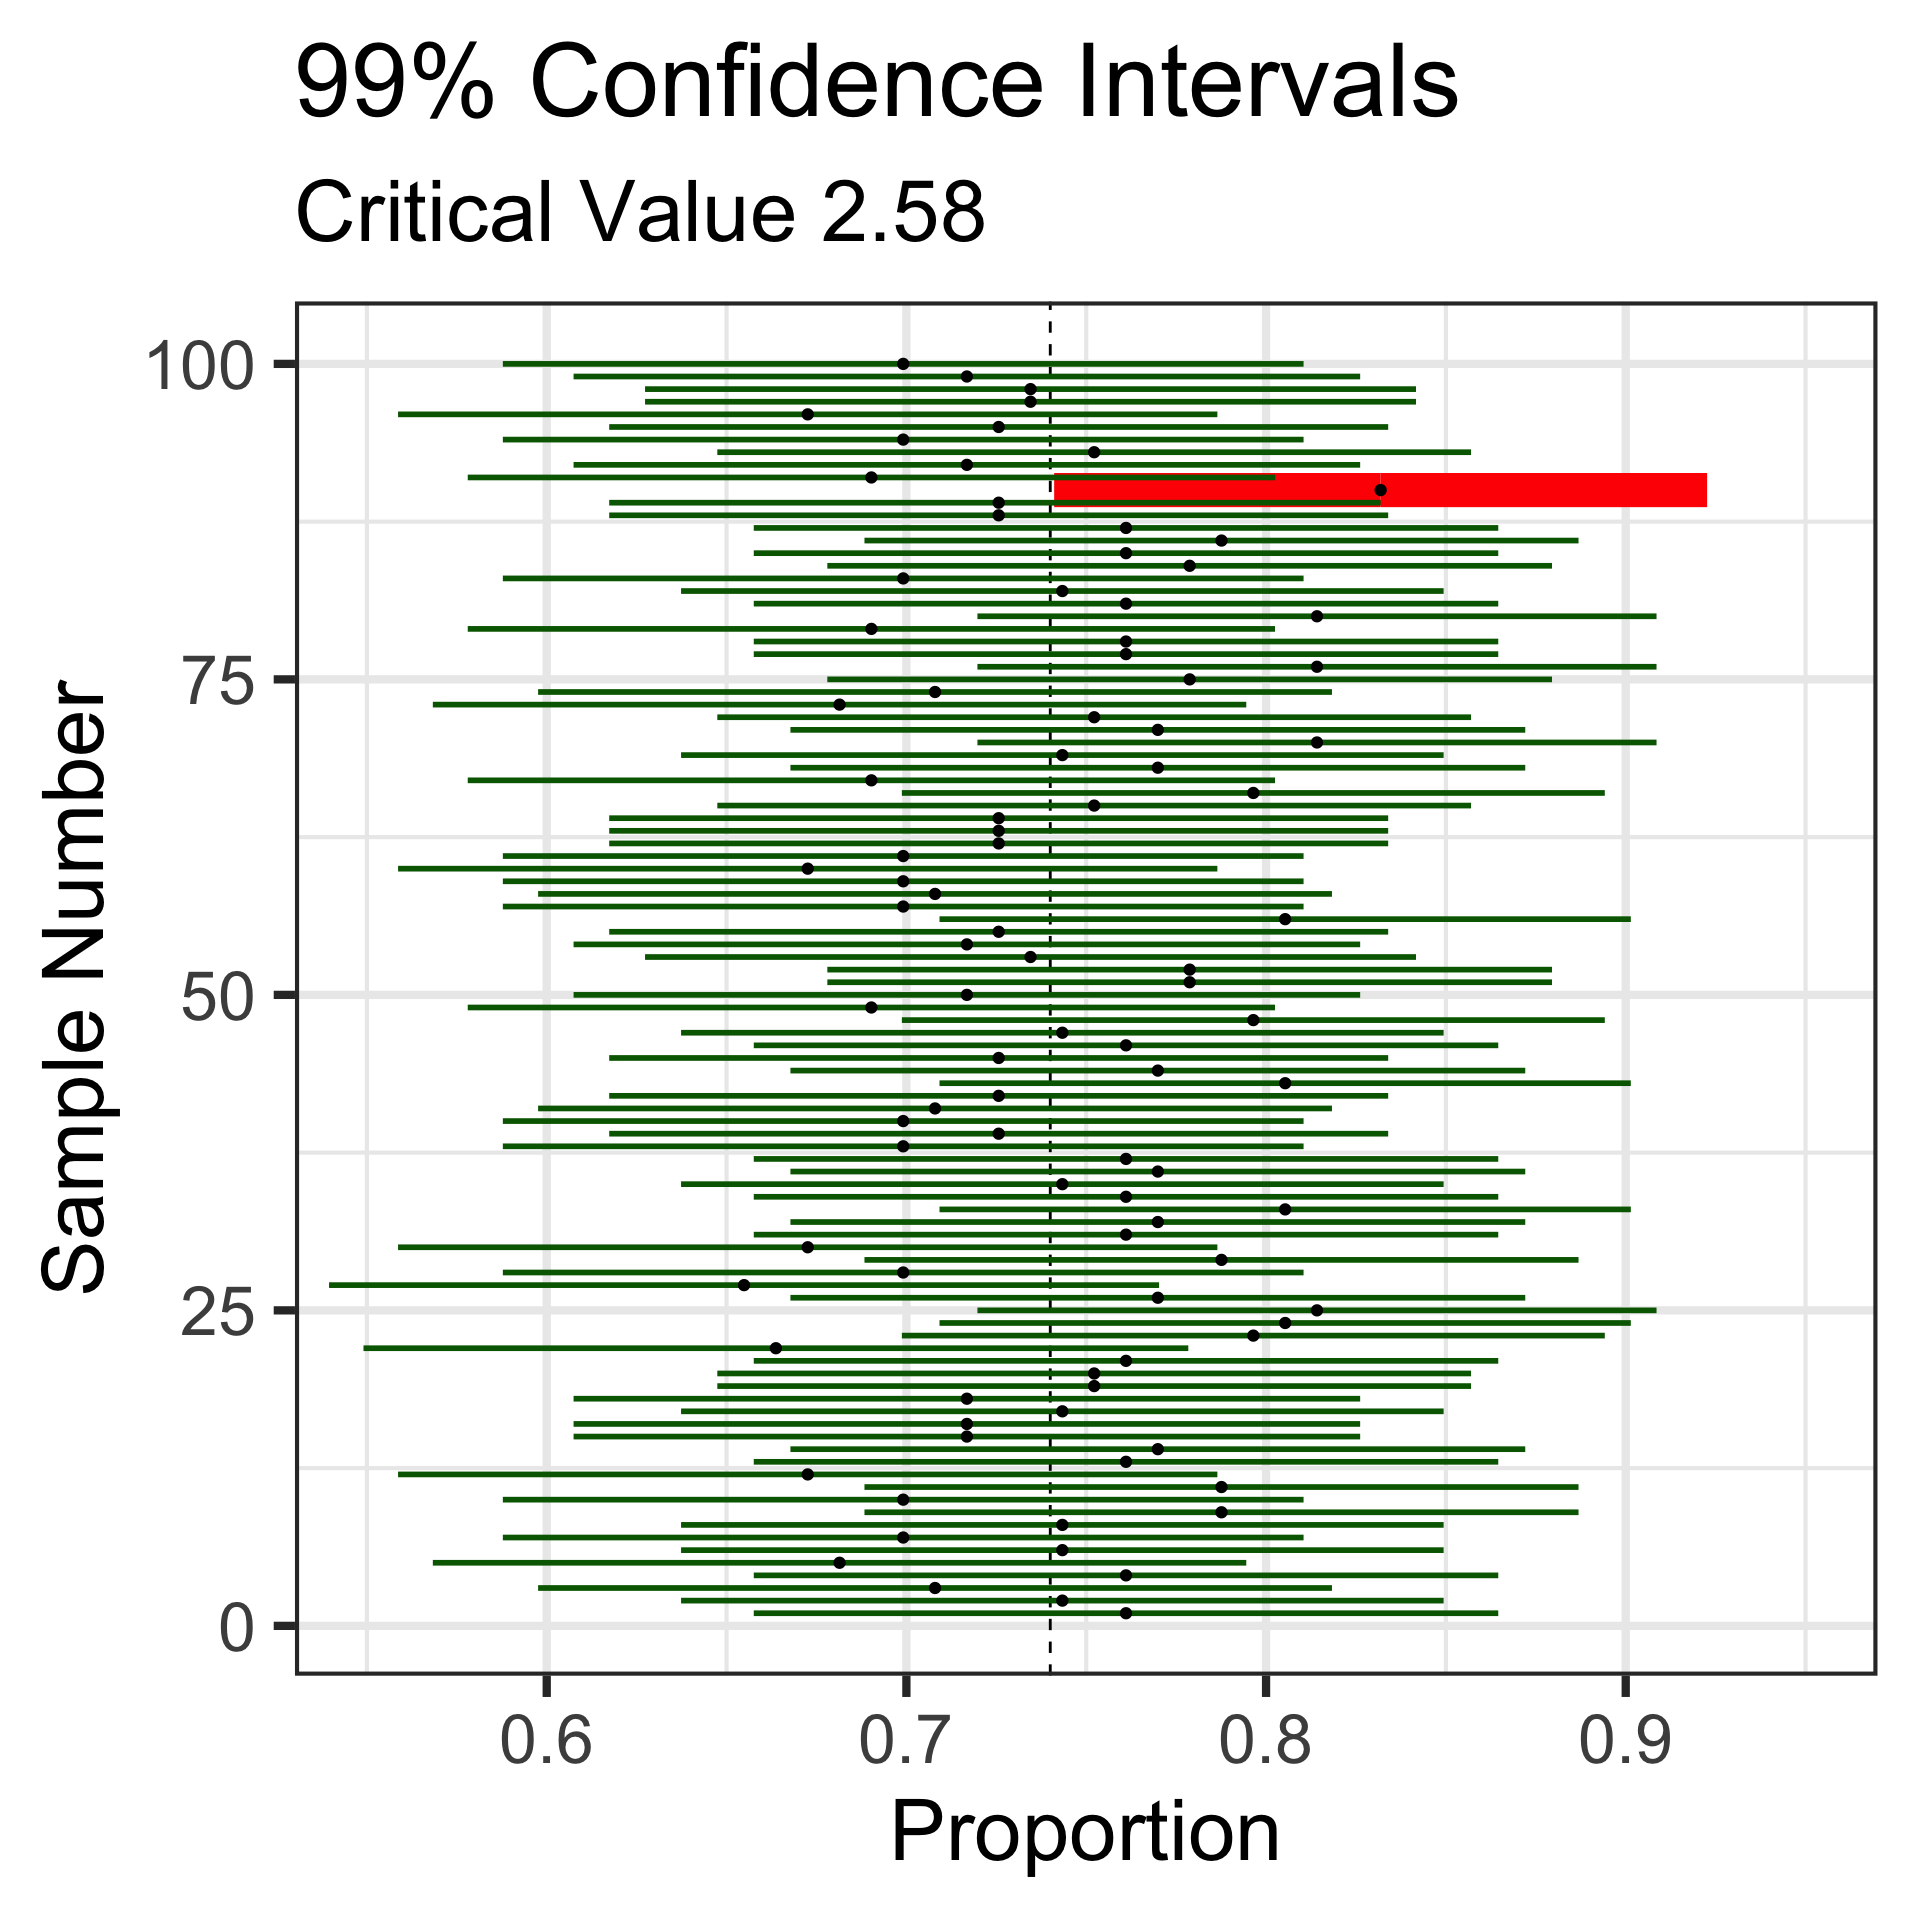 99% Confidence Intervals
Critical Value 2.58
Sample Number
100
75
50
25
0
0.6 0.7 0.8 0.9
Proportion